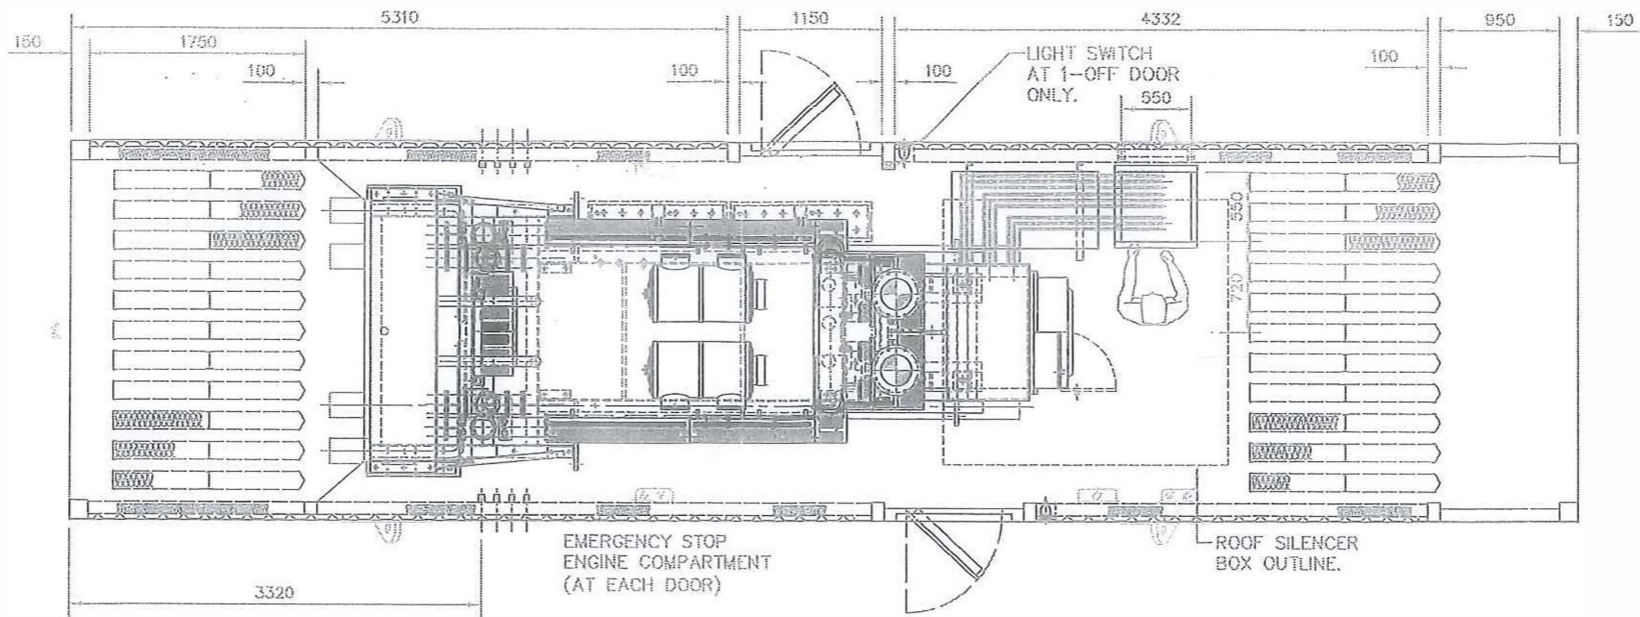 5310
1150
4332
950
150
150
1750
100
100
100
100
LIGHT SWITCH
AT 1-OFF DOOR
ONLY.
550
550
720
EMERGENCY STOP
ENGINE COMPARTMENT
(AT EACH DOOR)
ROOF SILENCER
BOX OUTLINE.
3320